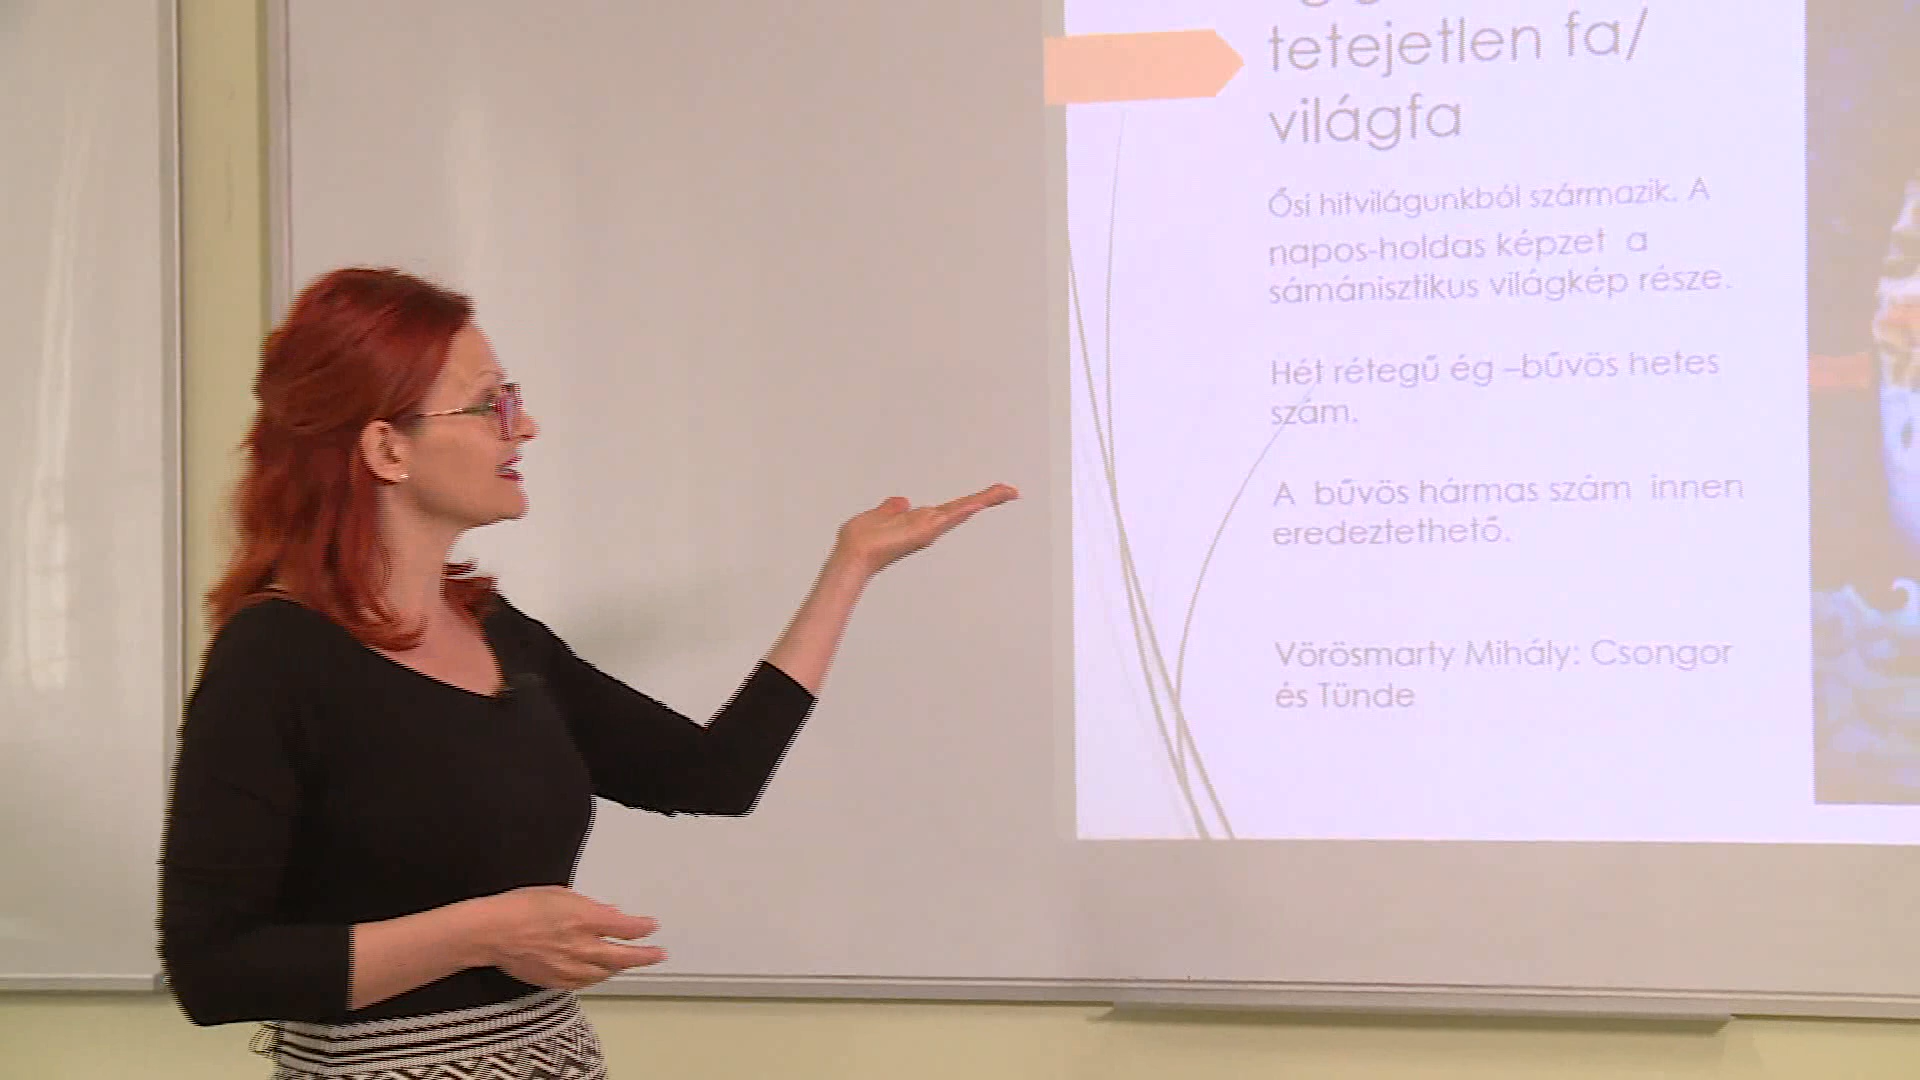 tetejetlen fa/
világfa
Ősi hitvilágunkból származik. A
napos-holdas képzet a
sámánisztikus világkép része.
Hét rétegű ég –bűvös hetes
szám.
A bűvös hármas szám innen
eredeztethető.
Vörösmarty Mihály: Csongor
és Tünde